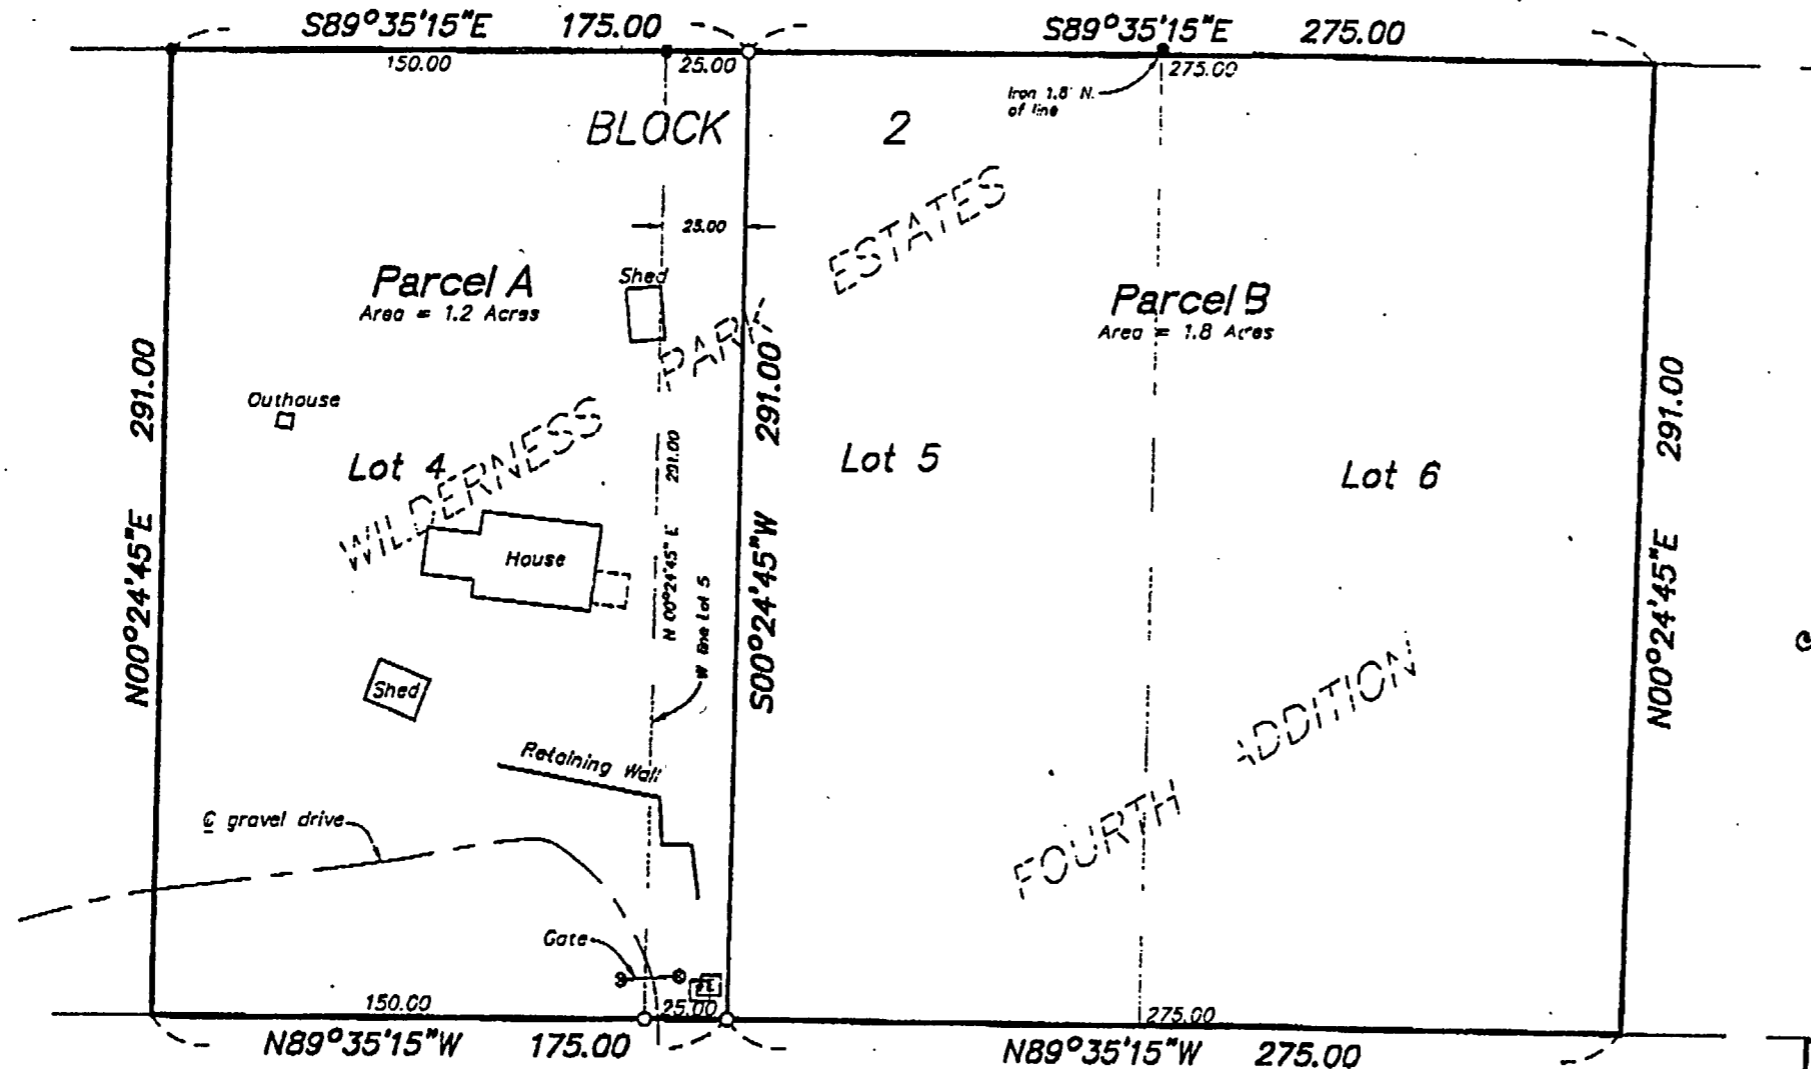 S89°35'15"E 175.00
S89°35'15"E 275.00
150.00
25.00
275.00
Iron 1.8' N.
of line
BLOCK 2
25.00
Parcel A
Area = 1.2 Acres
Shed
Parcel B
Area = 1.8 Acres
WILDERNESS PARK ESTATES
FOURTH ADDITION
Outhouse
Lot 4
Lot 5
Lot 6
House
Shed
N00°24'45"E 291.00
N 00°24'45" E 291.00
W line Lot 5
S00°24'45"W 291.00
N00°24'45"E 291.00
Retaining Wall
℄ gravel drive
Gate
150.00
25.00
275.00
N89°35'15"W 175.00
N89°35'15"W 275.00